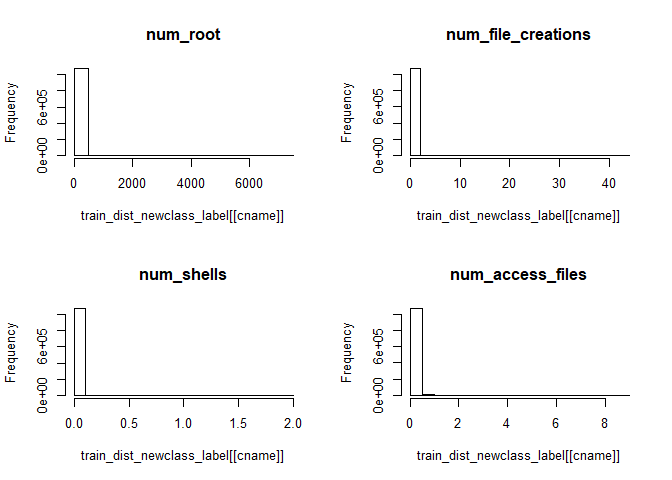 num_root
Frequency
0e+00 6e+05
0 2000 4000 6000
train_dist_newclass_label[[cname]]
num_file_creations
Frequency
0e+00 6e+05
0 10 20 30 40
train_dist_newclass_label[[cname]]
num_shells
Frequency
0e+00 6e+05
0.0 0.5 1.0 1.5 2.0
train_dist_newclass_label[[cname]]
num_access_files
Frequency
0e+00 6e+05
0 2 4 6 8
train_dist_newclass_label[[cname]]